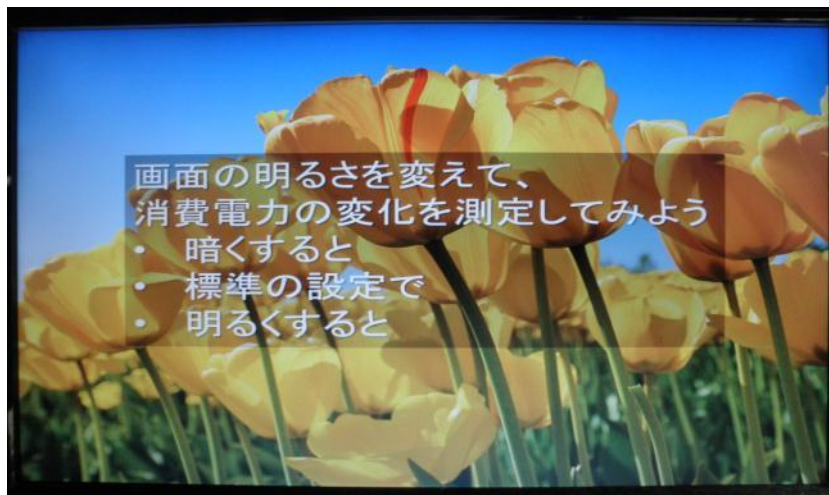 画面の明るさを変えて、
消費電力の変化を測定してみよう
• 暗くすると
• 標準の設定で
• 明るくすると